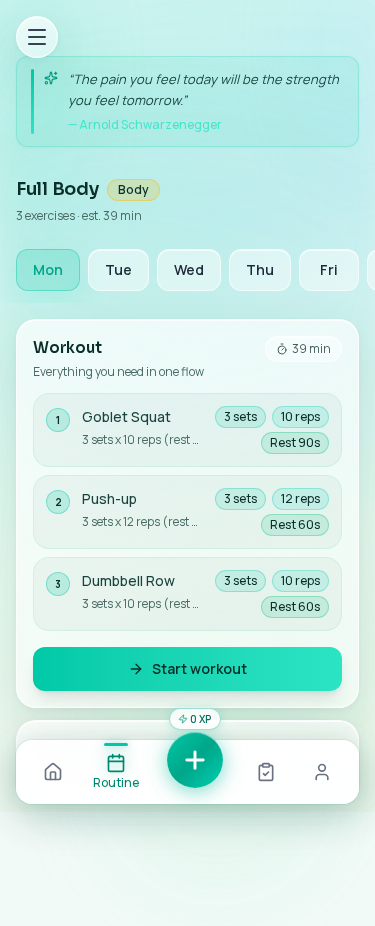 “The pain you feel today will be the strength
you feel tomorrow.”
— Arnold Schwarzenegger
Full Body
Body
3 exercises · est. 39 min
Mon
Tue
Wed
Thu
Fri
Workout
39 min
Everything you need in one flow
1
Goblet Squat
3 sets x 10 reps (rest ...
3 sets
10 reps
Rest 90s
2
Push-up
3 sets x 12 reps (rest ...
3 sets
12 reps
Rest 60s
3
Dumbbell Row
3 sets x 10 reps (rest ...
3 sets
10 reps
Rest 60s
Start workout
0 XP
Routine